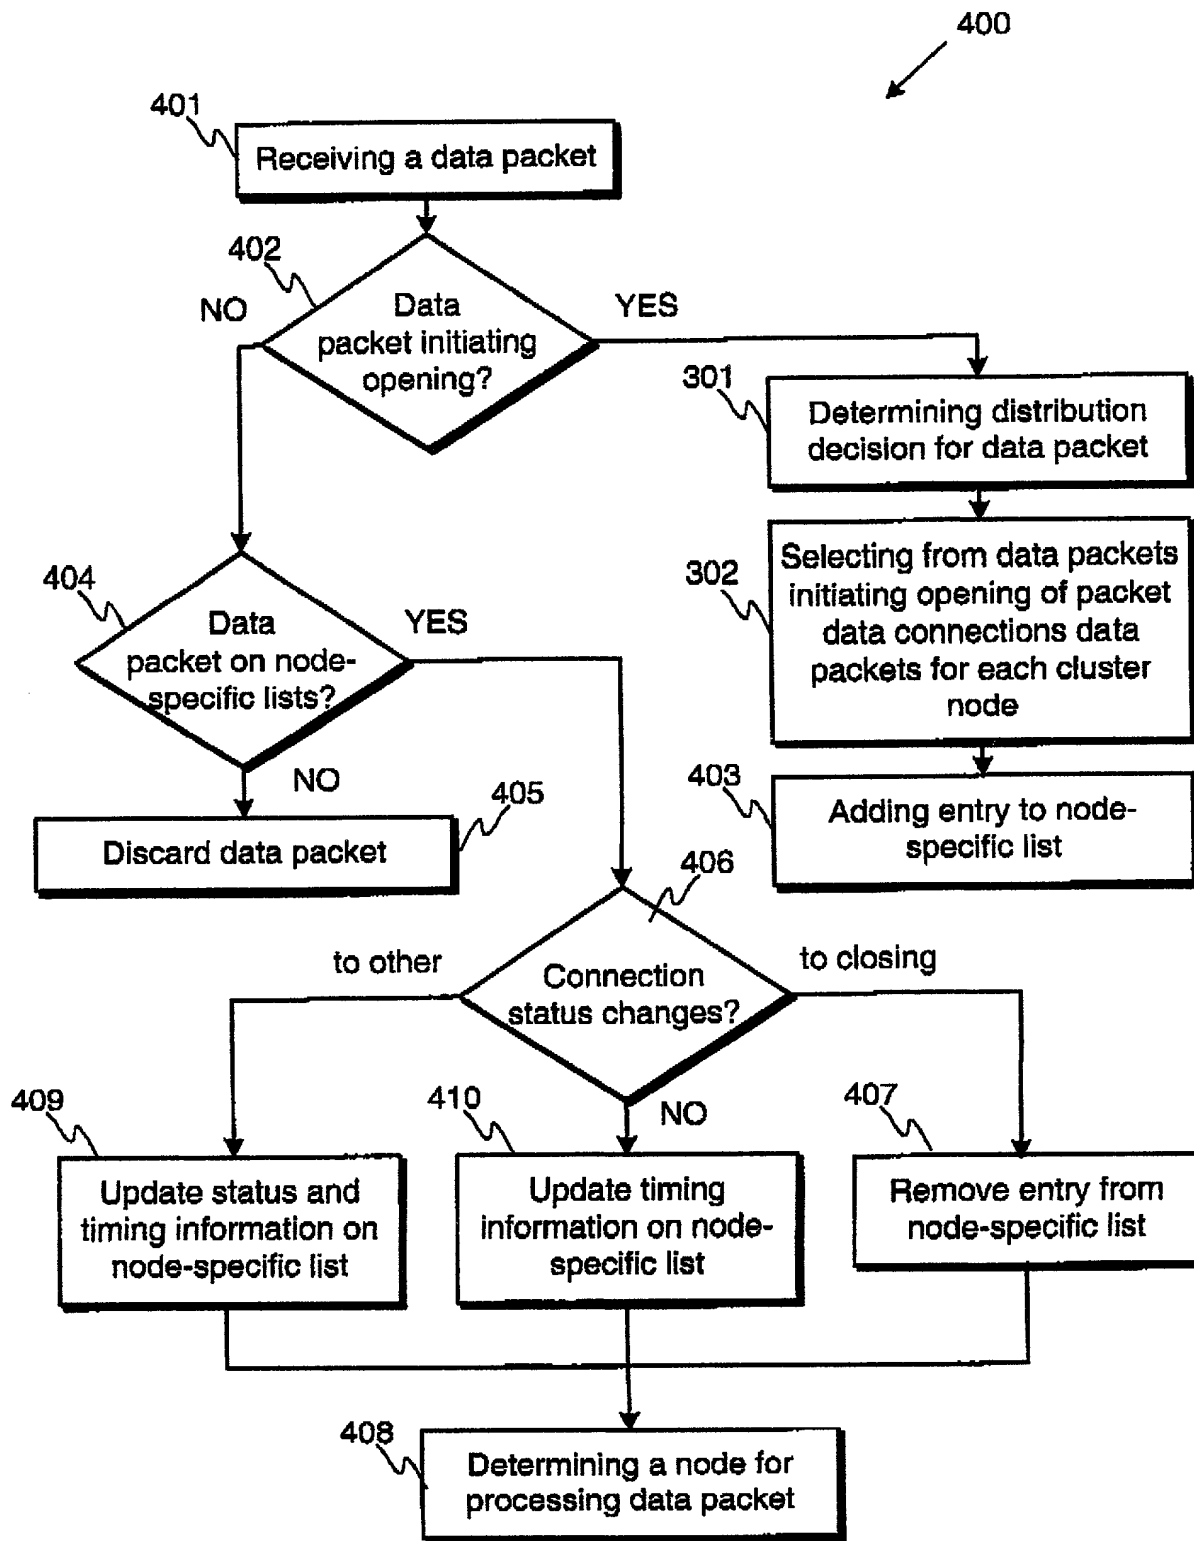 400
401
Receiving a data packet
402
NO
Data
packet initiating
opening?
YES
301
Determining distribution
decision for data packet
302
Selecting from data packets
initiating opening of packet
data connections data
packets for each cluster
node
403
Adding entry to node-
specific list
404
Data
packet on node-
specific lists?
YES
NO
405
Discard data packet
406
to other
Connection
status changes?
to closing
NO
409
Update status and
timing information on
node-specific list
410
Update timing
information on node-
specific list
407
Remove entry from
node-specific list
408
Determining a node for
processing data packet